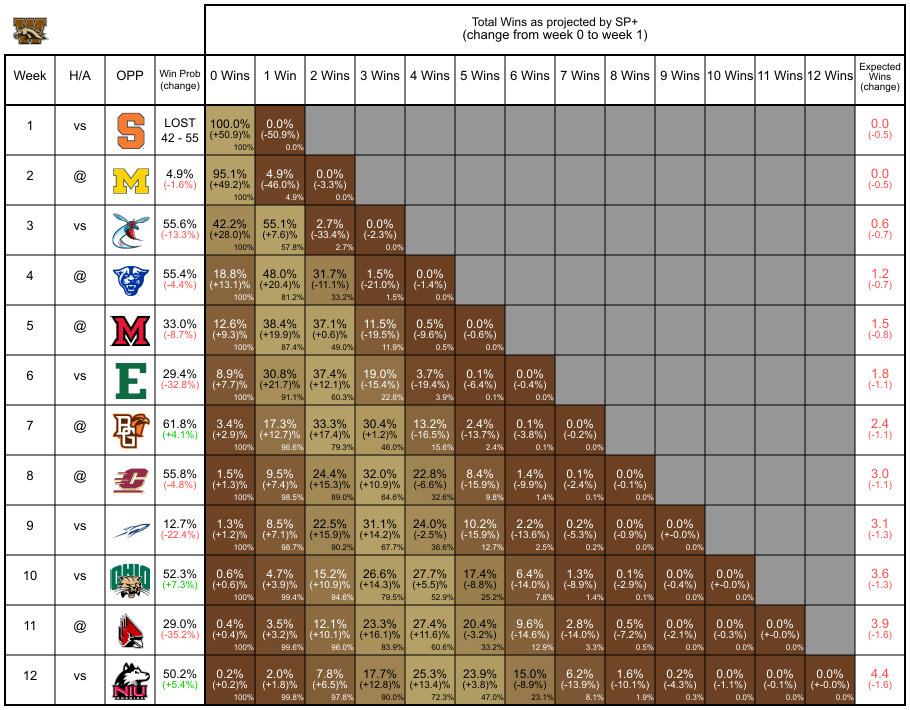 W
Total Wins as projected by SP+
(change from week 0 to week 1)
Week H/A OPP Win Prob (change) 0 Wins 1 Win 2 Wins 3 Wins 4 Wins 5 Wins 6 Wins 7 Wins 8 Wins 9 Wins 10 Wins 11 Wins 12 Wins Expected Wins (change)
1 vs S LOST 100.0% 0.0% 0.0
42 - 55 (+50.9)% (-50.9)% (-0.5)
100% 0.0%
2 @ M 4.9% 95.1% 4.9% 0.0% 0.0
(-1.6%) (+49.2)% (-46.0)% (-3.3)% (-0.5)
100% 4.9% 0.0%
3 vs 55.6% 42.2% 55.1% 2.7% 0.0% 0.6
(-13.3%) (+28.0)% (+7.6)% (-33.4)% (-2.3)% (-0.7)
100% 57.8% 2.7% 0.0%
4 @ 55.4% 18.8% 48.0% 31.7% 1.5% 0.0% 1.2
(-4.4%) (+13.1)% (+20.4)% (-11.1)% (-21.0)% (-1.4)% (-0.7)
100% 81.2% 33.2% 1.5% 0.0%
5 @ M 33.0% 12.6% 38.4% 37.1% 11.5% 0.5% 0.0% 1.5
(-8.7%) (+9.3)% (+19.9)% (+0.6)% (-19.5)% (-9.6)% (-0.6)% (-0.8)
100% 87.4% 49.0% 11.9% 0.5% 0.0%
6 vs E 29.4% 8.9% 30.8% 37.4% 19.0% 3.7% 0.1% 0.0% 1.8
(-32.8%) (+7.7)% (+21.7)% (+12.1)% (-15.4)% (-19.4)% (-6.4)% (-0.4)% (-1.1)
100% 91.1% 60.3% 22.8% 3.9% 0.1% 0.0%
7 @ BG 61.8% 3.4% 17.3% 33.3% 30.4% 13.2% 2.4% 0.1% 0.0% 2.4
(+4.1%) (+2.9)% (+12.7)% (+17.4)% (+1.2)% (-16.5)% (-13.7)% (-3.8)% (-0.2)% (-1.1)
100% 96.6% 79.3% 46.0% 15.6% 2.4% 0.1% 0.0%
8 @ C 55.8% 1.5% 9.5% 24.4% 32.0% 22.8% 8.4% 1.4% 0.1% 0.0% 3.0
(-4.8%) (+1.3)% (+7.4)% (+15.3)% (+10.9)% (-6.6)% (-15.9)% (-9.9)% (-2.4)% (-0.1)% (-1.1)
100% 98.5% 89.0% 64.6% 32.6% 9.8% 1.4% 0.1% 0.0%
9 vs 12.7% 1.3% 8.5% 22.5% 31.1% 24.0% 10.2% 2.2% 0.2% 0.0% 0.0% 3.1
(-22.4%) (+1.2)% (+7.1)% (+15.9)% (+14.2)% (-2.5)% (-15.9)% (-13.6)% (-5.3)% (-0.9)% (+-0.0)% (-1.3)
100% 98.7% 90.2% 67.7% 36.6% 12.7% 2.5% 0.2% 0.0% 0.0%
10 vs OHIO 52.3% 0.6% 4.7% 15.2% 26.6% 27.7% 17.4% 6.4% 1.3% 0.1% 0.0% 0.0% 3.6
(+7.3%) (+0.6)% (+3.9)% (+10.9)% (+14.3)% (+5.5)% (-8.8)% (-14.0)% (-8.9)% (-2.9)% (-0.4)% (+-0.0)% (-1.3)
100% 99.4% 94.6% 79.5% 52.9% 25.2% 7.8% 1.4% 0.1% 0.0% 0.0%
11 @ 29.0% 0.4% 3.5% 12.1% 23.3% 27.4% 20.4% 9.6% 2.8% 0.5% 0.0% 0.0% 0.0% 3.9
(-35.2%) (+0.4)% (+3.2)% (+10.1)% (+16.1)% (+11.6)% (-3.2)% (-14.6)% (-14.0)% (-7.2)% (-2.1)% (-0.3)% (+-0.0)% (-1.6)
100% 99.6% 96.0% 83.9% 60.6% 33.2% 12.9% 3.3% 0.5% 0.0% 0.0% 0.0%
12 vs NIU 50.2% 0.2% 2.0% 7.8% 17.7% 25.3% 23.9% 15.0% 6.2% 1.6% 0.2% 0.0% 0.0% 0.0% 4.4
(+5.4%) (+0.2)% (+1.8)% (+6.5)% (+12.8)% (+13.4)% (+3.8)% (-8.9)% (-13.9)% (-10.1)% (-4.3)% (-1.1)% (-0.1)% (+-0.0)% (-1.6)
100% 99.8% 97.8% 90.0% 72.3% 47.0% 23.1% 8.1% 1.9% 0.3% 0.0% 0.0% 0.0%